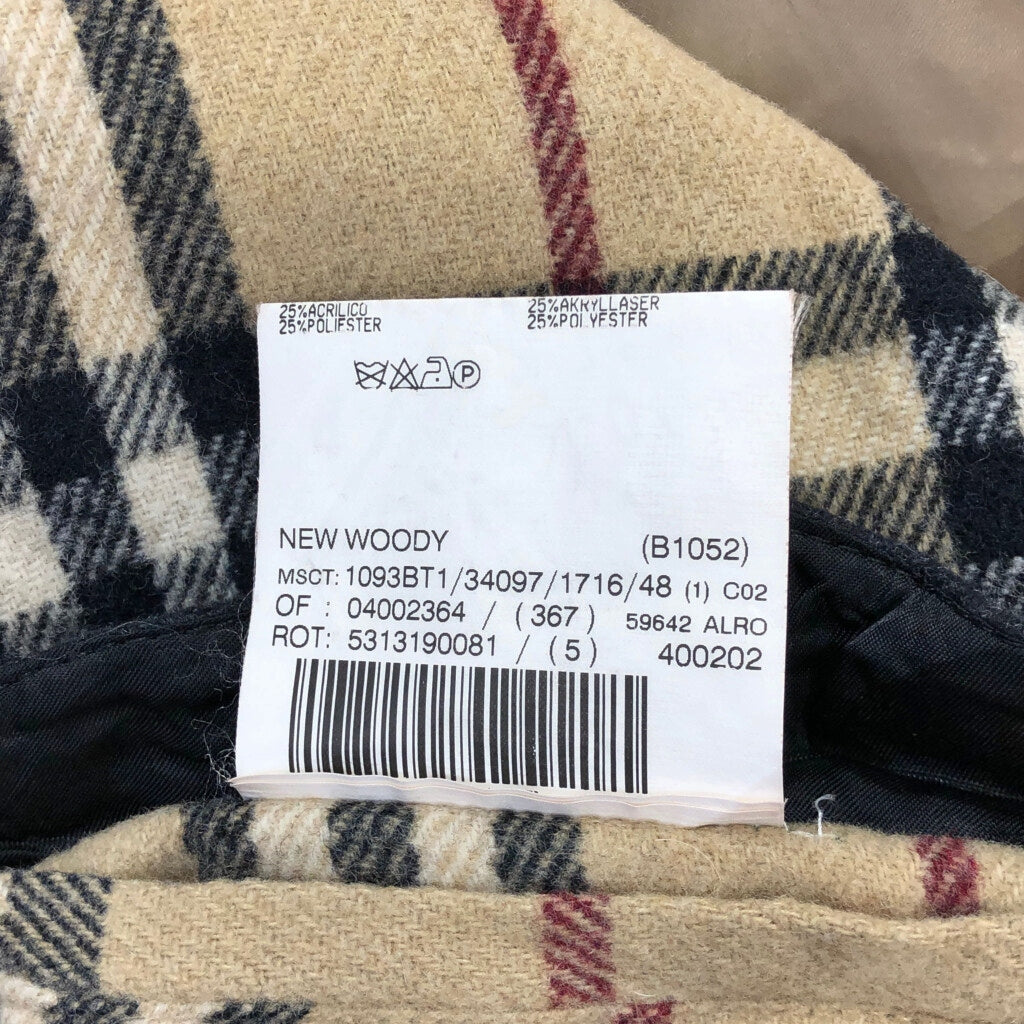 25%ACRILICO 25%AKRYLLASER
25%POLIESTER 25%POLYESTER
P
NEW WOODY (B1052)
MSCT: 1093BT1/34097/1716/48 (1) C02
OF : 04002364 / (367) 59642 ALRO
ROT: 5313190081 / (5) 400202